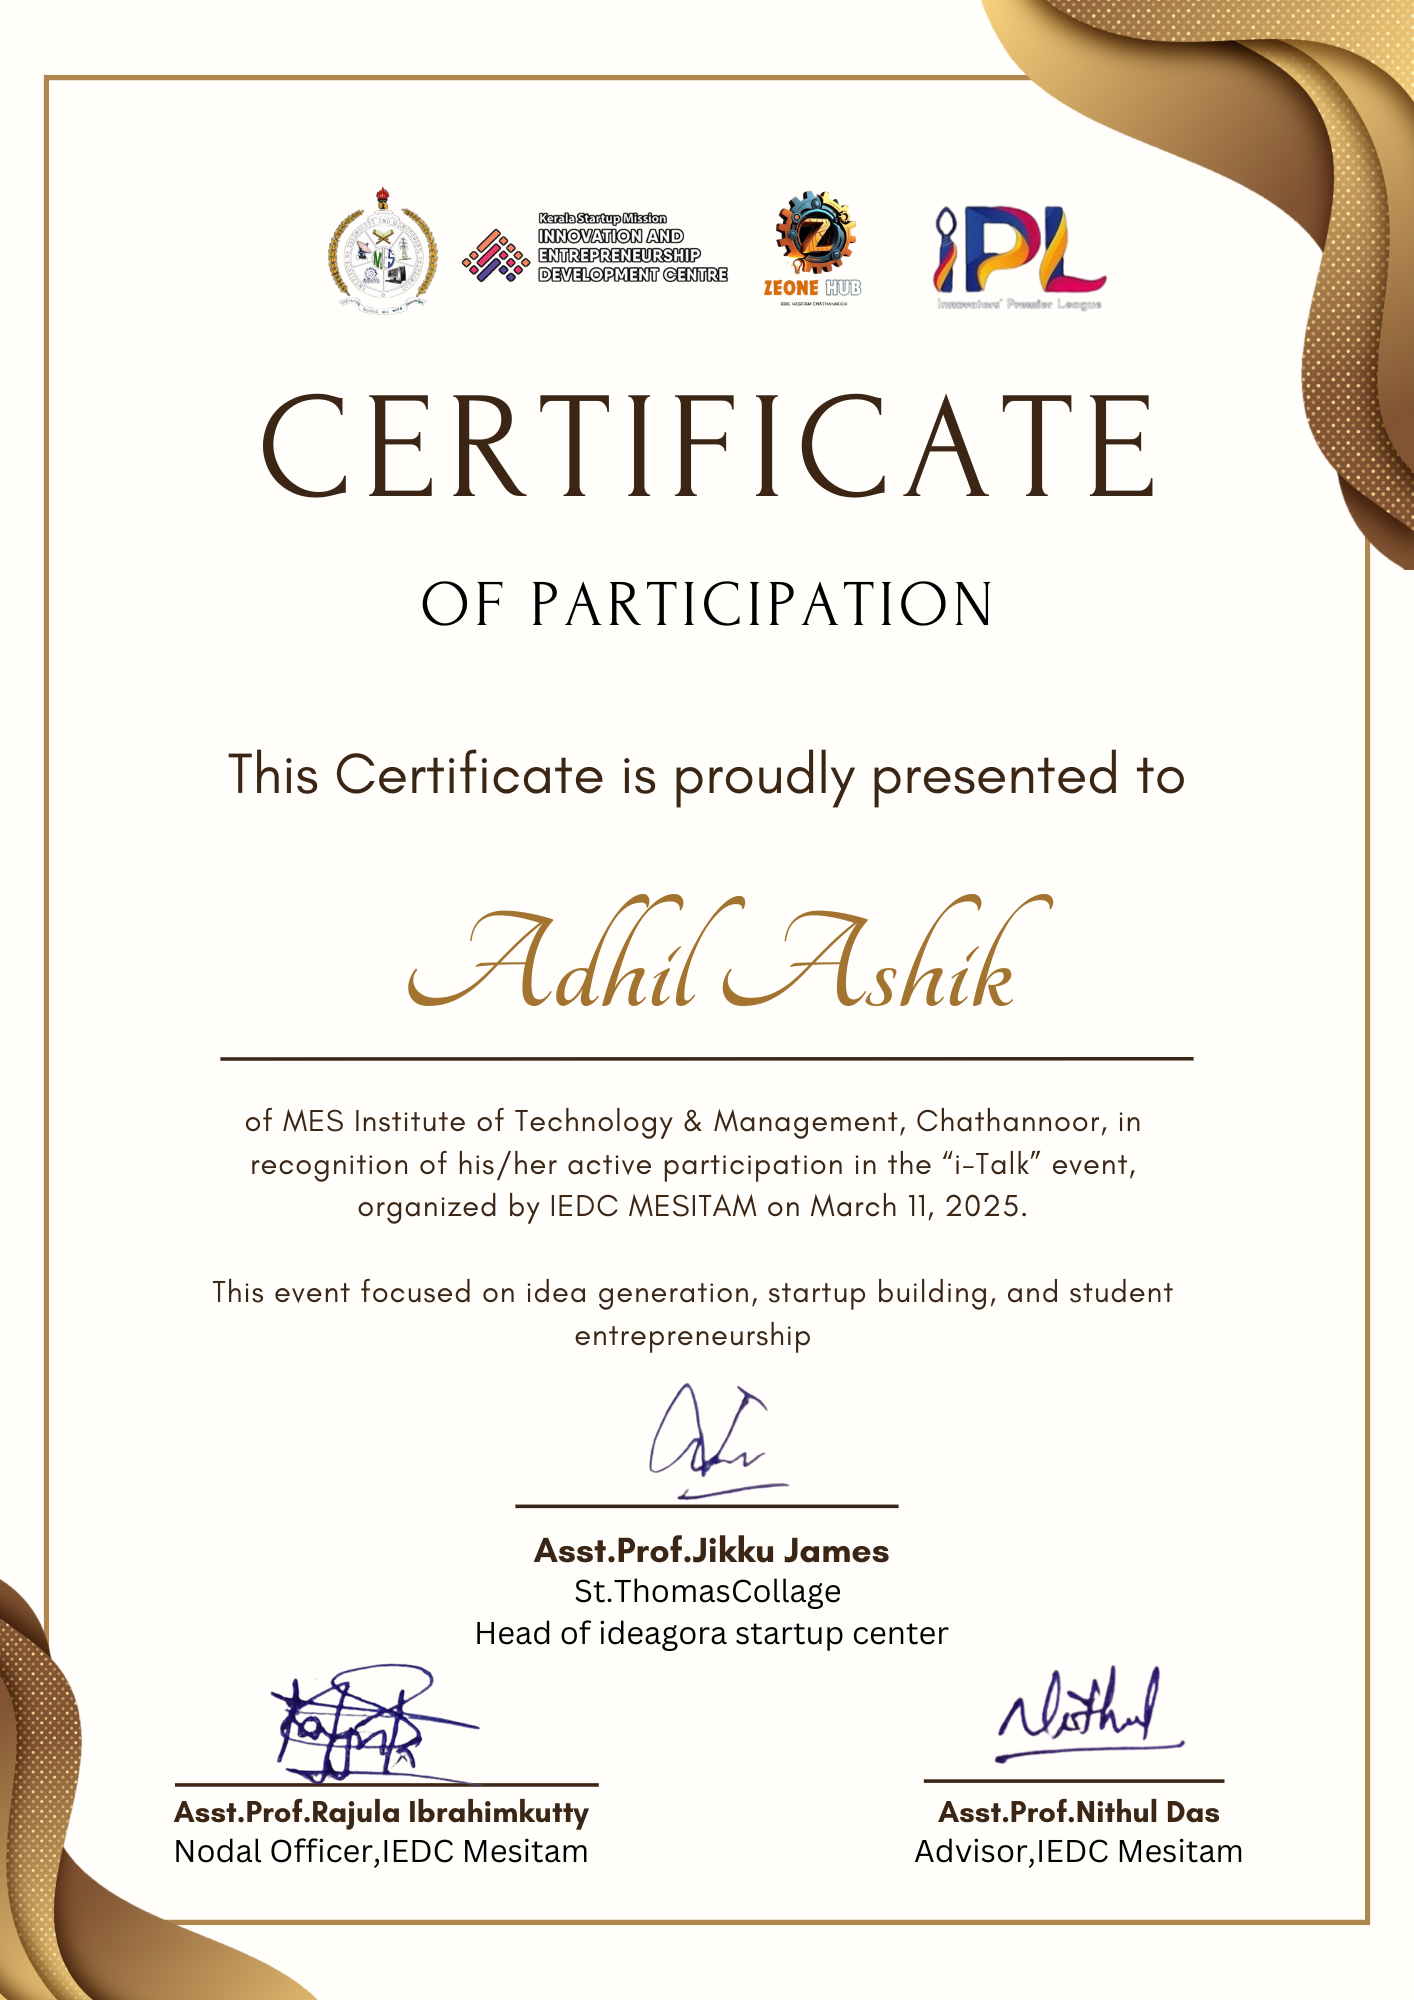 Kerala Startup Mission
INNOVATION AND
ENTREPRENEURSHIP
DEVELOPMENT CENTRE
Z
ZEONE HUB
IEDC MESITAM CHATHANNOOR
iPL
Innovators' Premier League
CERTIFICATE
OF PARTICIPATION
This Certificate is proudly presented to
Adhil Ashik
of MES Institute of Technology & Management, Chathannoor, in
recognition of his/her active participation in the “i-Talk” event,
organized by IEDC MESITAM on March 11, 2025.
This event focused on idea generation, startup building, and student
entrepreneurship
Asst.Prof.Jikku James
St.ThomasCollage
Head of ideagora startup center
Nithul
Asst.Prof.Rajula Ibrahimkutty
Nodal Officer,IEDC Mesitam
Asst.Prof.Nithul Das
Advisor,IEDC Mesitam